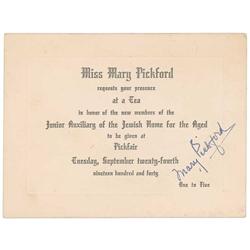 Miss Mary Pickford
requests your presence
at a Tea
in honor of the new members of the
Junior Auxiliary of the Jewish Home for the Aged
to be given at
Pickfair
Tuesday, September twenty-fourth
nineteen hundred and forty
One to Five
Mary Pickford